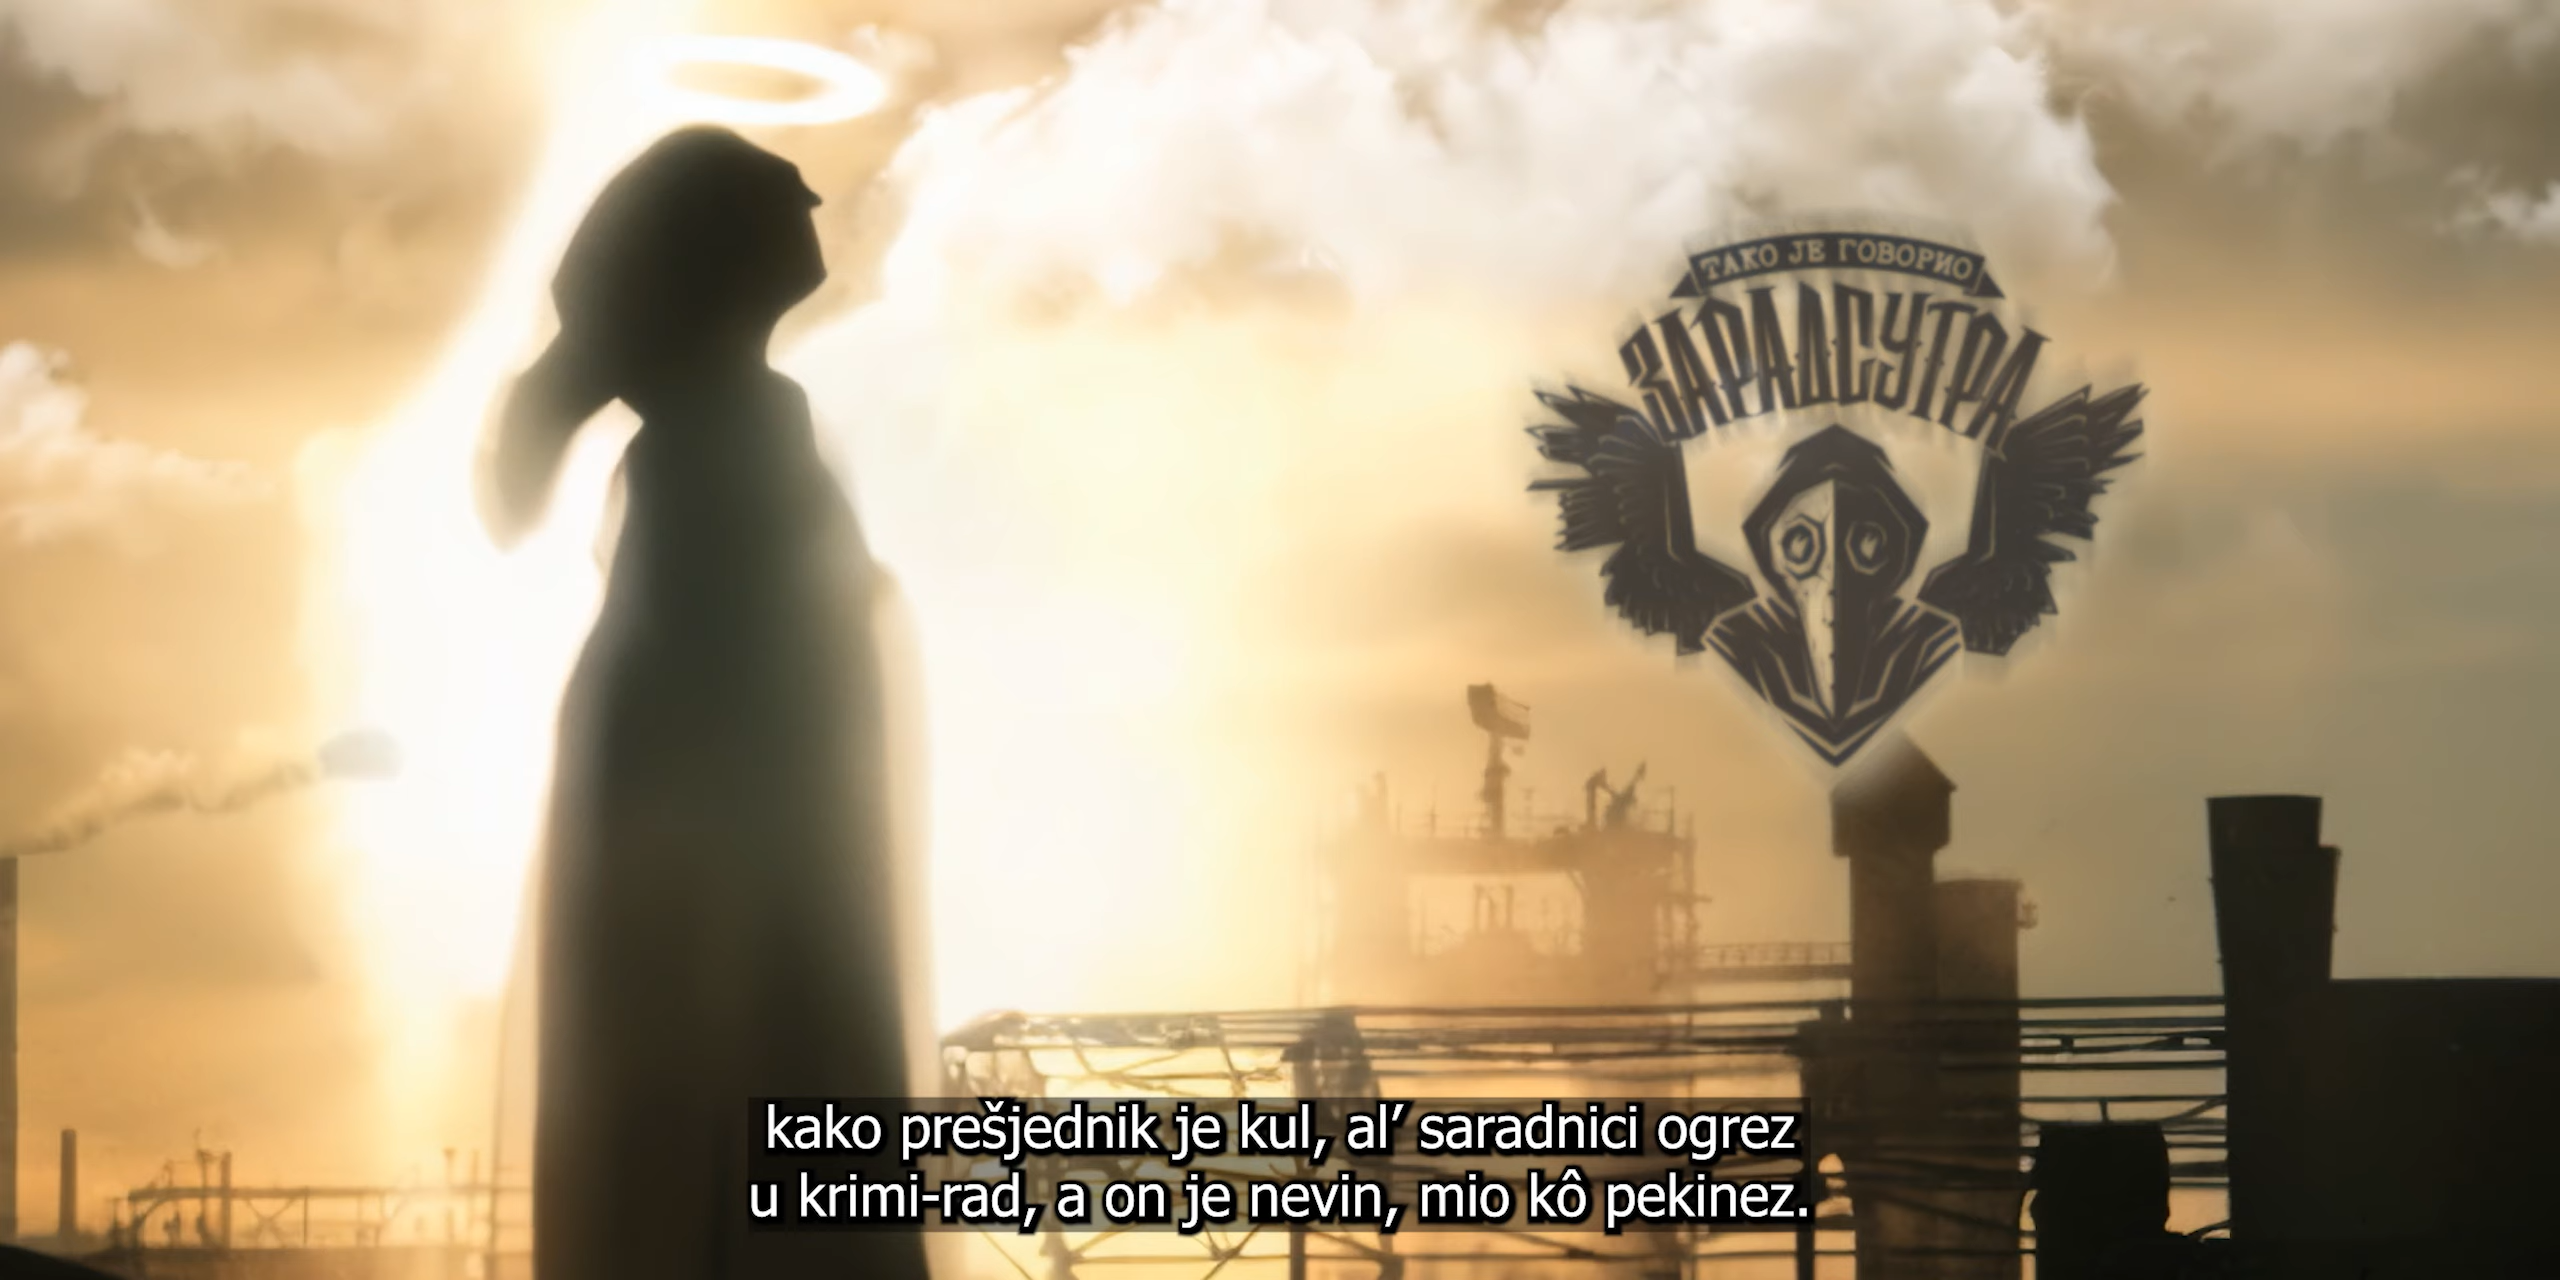 ТАКО ЈЕ ГОВОРИО
ЗАРАДСУТРА
kako prešjednik je kul, al’ saradnici ogrez
u krimi-rad, a on je nevin, mio kô pekinez.